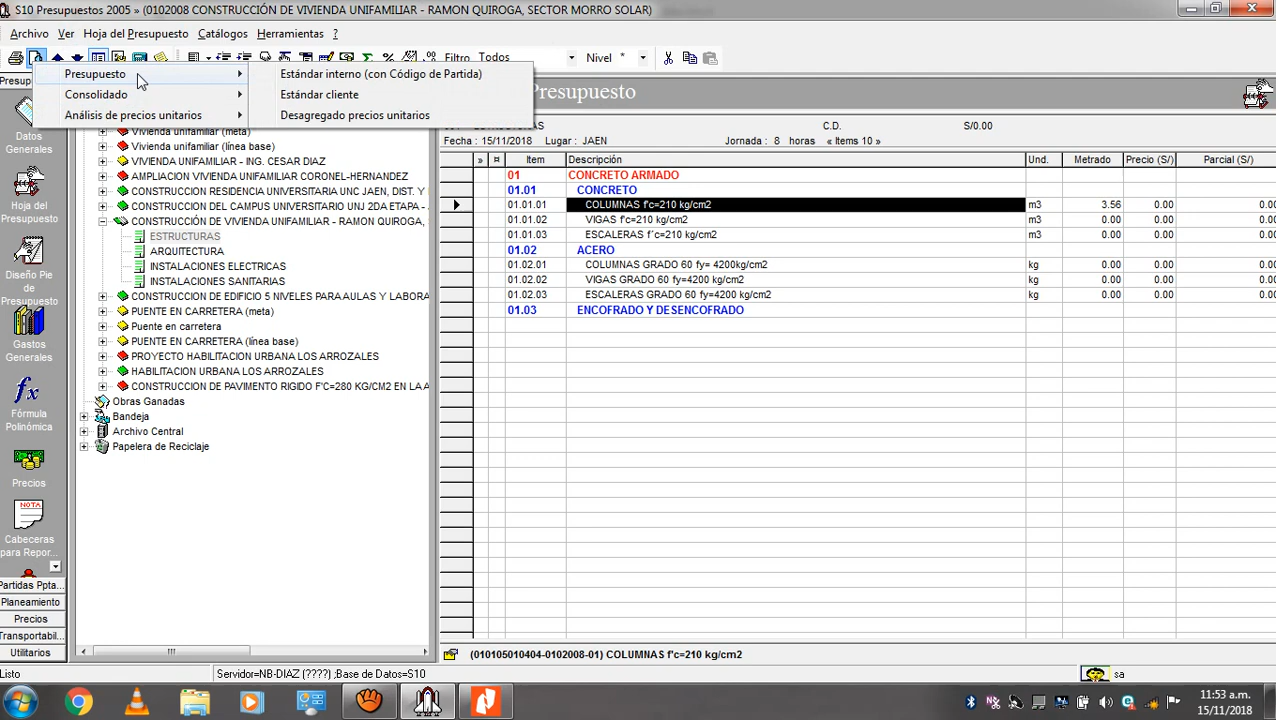 S10 Presupuestos 2005 » (0102008 CONSTRUCCIÓN DE VIVIENDA UNIFAMILIAR - RAMON QUIROGA, SECTOR MORRO SOLAR)
Archivo Ver Hoja del Presupuesto Catálogos Herramientas ?
Filtro Todos Nivel *
Presupuesto
Consolidado
Análisis de precios unitarios
Estándar interno (con Código de Partida)
Estándar cliente
Desagregado precios unitarios
Datos
Generales
Hoja del
Presupuesto
Diseño Pie
de
Presupuesto
Gastos
Generales
Fórmula
Polinómica
Precios
NOTA
Cabeceras
para Repor...
Partidas Ppta...
Planeamiento
Precios
Transportabil...
Utilitarios
Vivienda unifamiliar (meta)
Vivienda unifamiliar (línea base)
VIVIENDA UNIFAMILIAR - ING. CESAR DIAZ
AMPLIACION VIVIENDA UNIFAMILIAR CORONEL-HERNANDEZ
CONSTRUCCION RESIDENCIA UNIVERSITARIA UNC JAEN, DIST. Y
CONSTRUCCION DEL CAMPUS UNIVERSITARIO UNJ 2DA ETAPA -
CONSTRUCCIÓN DE VIVIENDA UNIFAMILIAR - RAMON QUIROGA,
ESTRUCTURAS
ARQUITECTURA
INSTALACIONES ELECTRICAS
INSTALACIONES SANITARIAS
CONSTRUCCION DE EDIFICIO 5 NIVELES PARA AULAS Y LABORA
PUENTE EN CARRETERA (meta)
Puente en carretera
PUENTE EN CARRETERA (línea base)
PROYECTO HABILITACION URBANA LOS ARROZALES
HABILITACION URBANA LOS ARROZALES
CONSTRUCCION DE PAVIMENTO RIGIDO F'C=280 KG/CM2 EN LA A
Obras Ganadas
Bandeja
Archivo Central
Papelera de Reciclaje
Presupuesto
C.D. S/0.00
Fecha : 15/11/2018 Lugar : JAEN Jornada : 8 horas « Items 10 »
» ¤ Item Descripción Und. Metrado Precio (S/) Parcial (S/)
01 CONCRETO ARMADO
01.01 CONCRETO
01.01.01 COLUMNAS f'c=210 kg/cm2 m3 3.56 0.00 0.00
01.01.02 VIGAS f'c=210 kg/cm2 m3 0.00 0.00 0.00
01.01.03 ESCALERAS f´c=210 kg/cm2 m3 0.00 0.00 0.00
01.02 ACERO
01.02.01 COLUMNAS GRADO 60 fy= 4200kg/cm2 kg 0.00 0.00 0.00
01.02.02 VIGAS GRADO 60 fy=4200 kg/cm2 kg 0.00 0.00 0.00
01.02.03 ESCALERAS GRADO 60 fy=4200 kg/cm2 kg 0.00 0.00 0.00
01.03 ENCOFRADO Y DESENCOFRADO
(010105010404-0102008-01) COLUMNAS f'c=210 kg/cm2
Listo Servidor=NB-DIAZ (????) ;Base de Datos=S10 sa
11:53 a.m.
15/11/2018